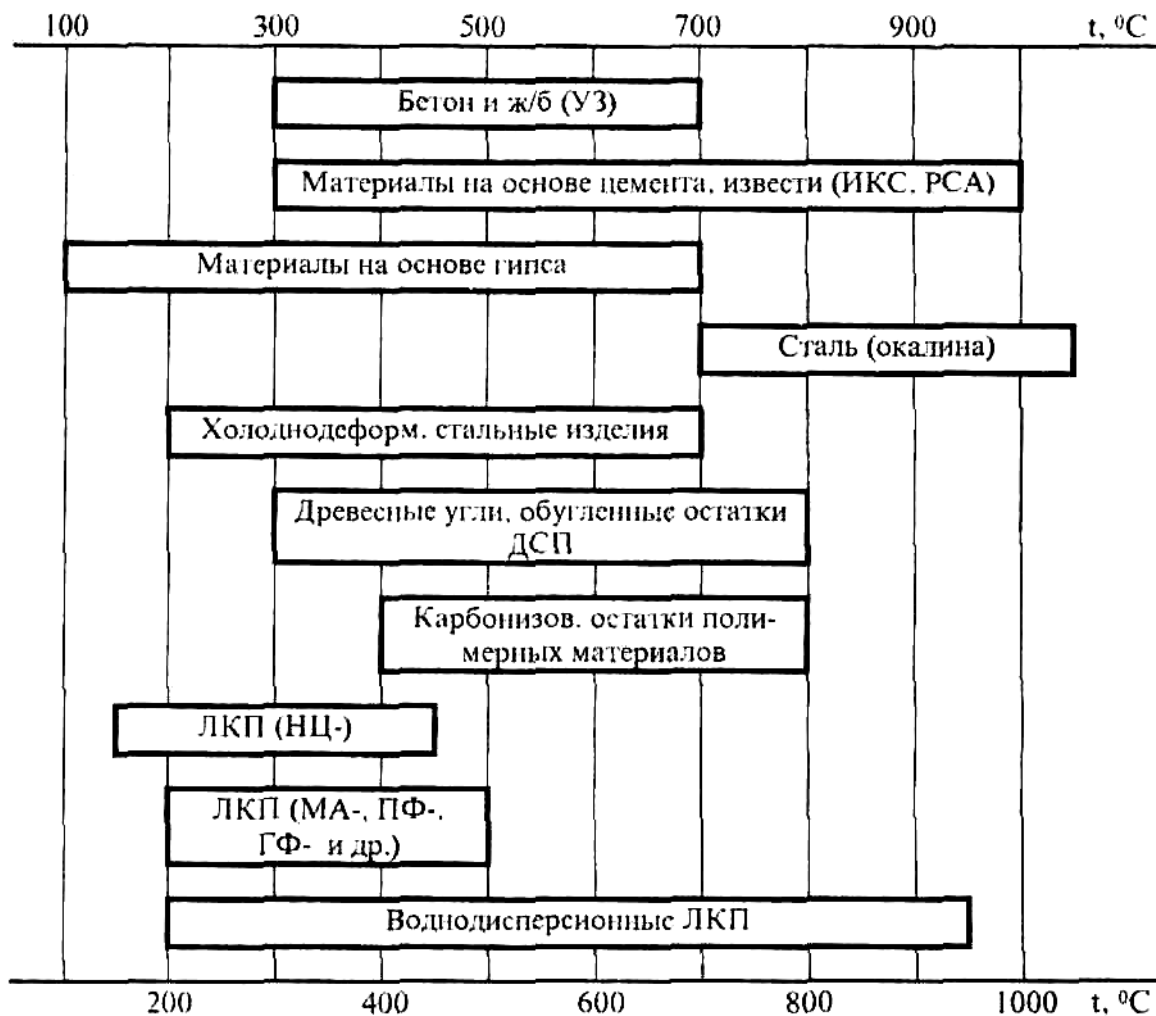 100 300 500 700 900 t, ⁰C
Бетон и ж/б (УЗ)
Материалы на основе цемента, извести (ИКС, РСА)
Материалы на основе гипса
Сталь (окалина)
Холоднодеформ. стальные изделия
Древесные угли, обугленные остатки
ДСП
Карбонизов. остатки поли-
мерных материалов
ЛКП (НЦ-)
ЛКП (МА-, ПФ-,
ГФ- и др.)
Воднодисперсионные ЛКП
200 400 600 800 1000 t, ⁰C